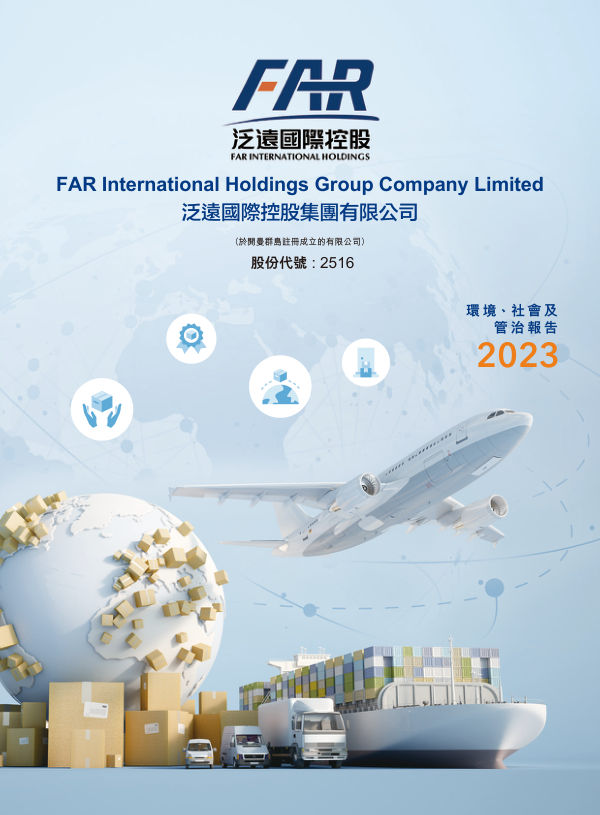 FAR
泛遠國際控股
FAR INTERNATIONAL HOLDINGS
FAR International Holdings Group Company Limited
泛遠國際控股集團有限公司
（於開曼群島註冊成立的有限公司）
股份代號 : 2516
環境、社會及
管治報告
2023